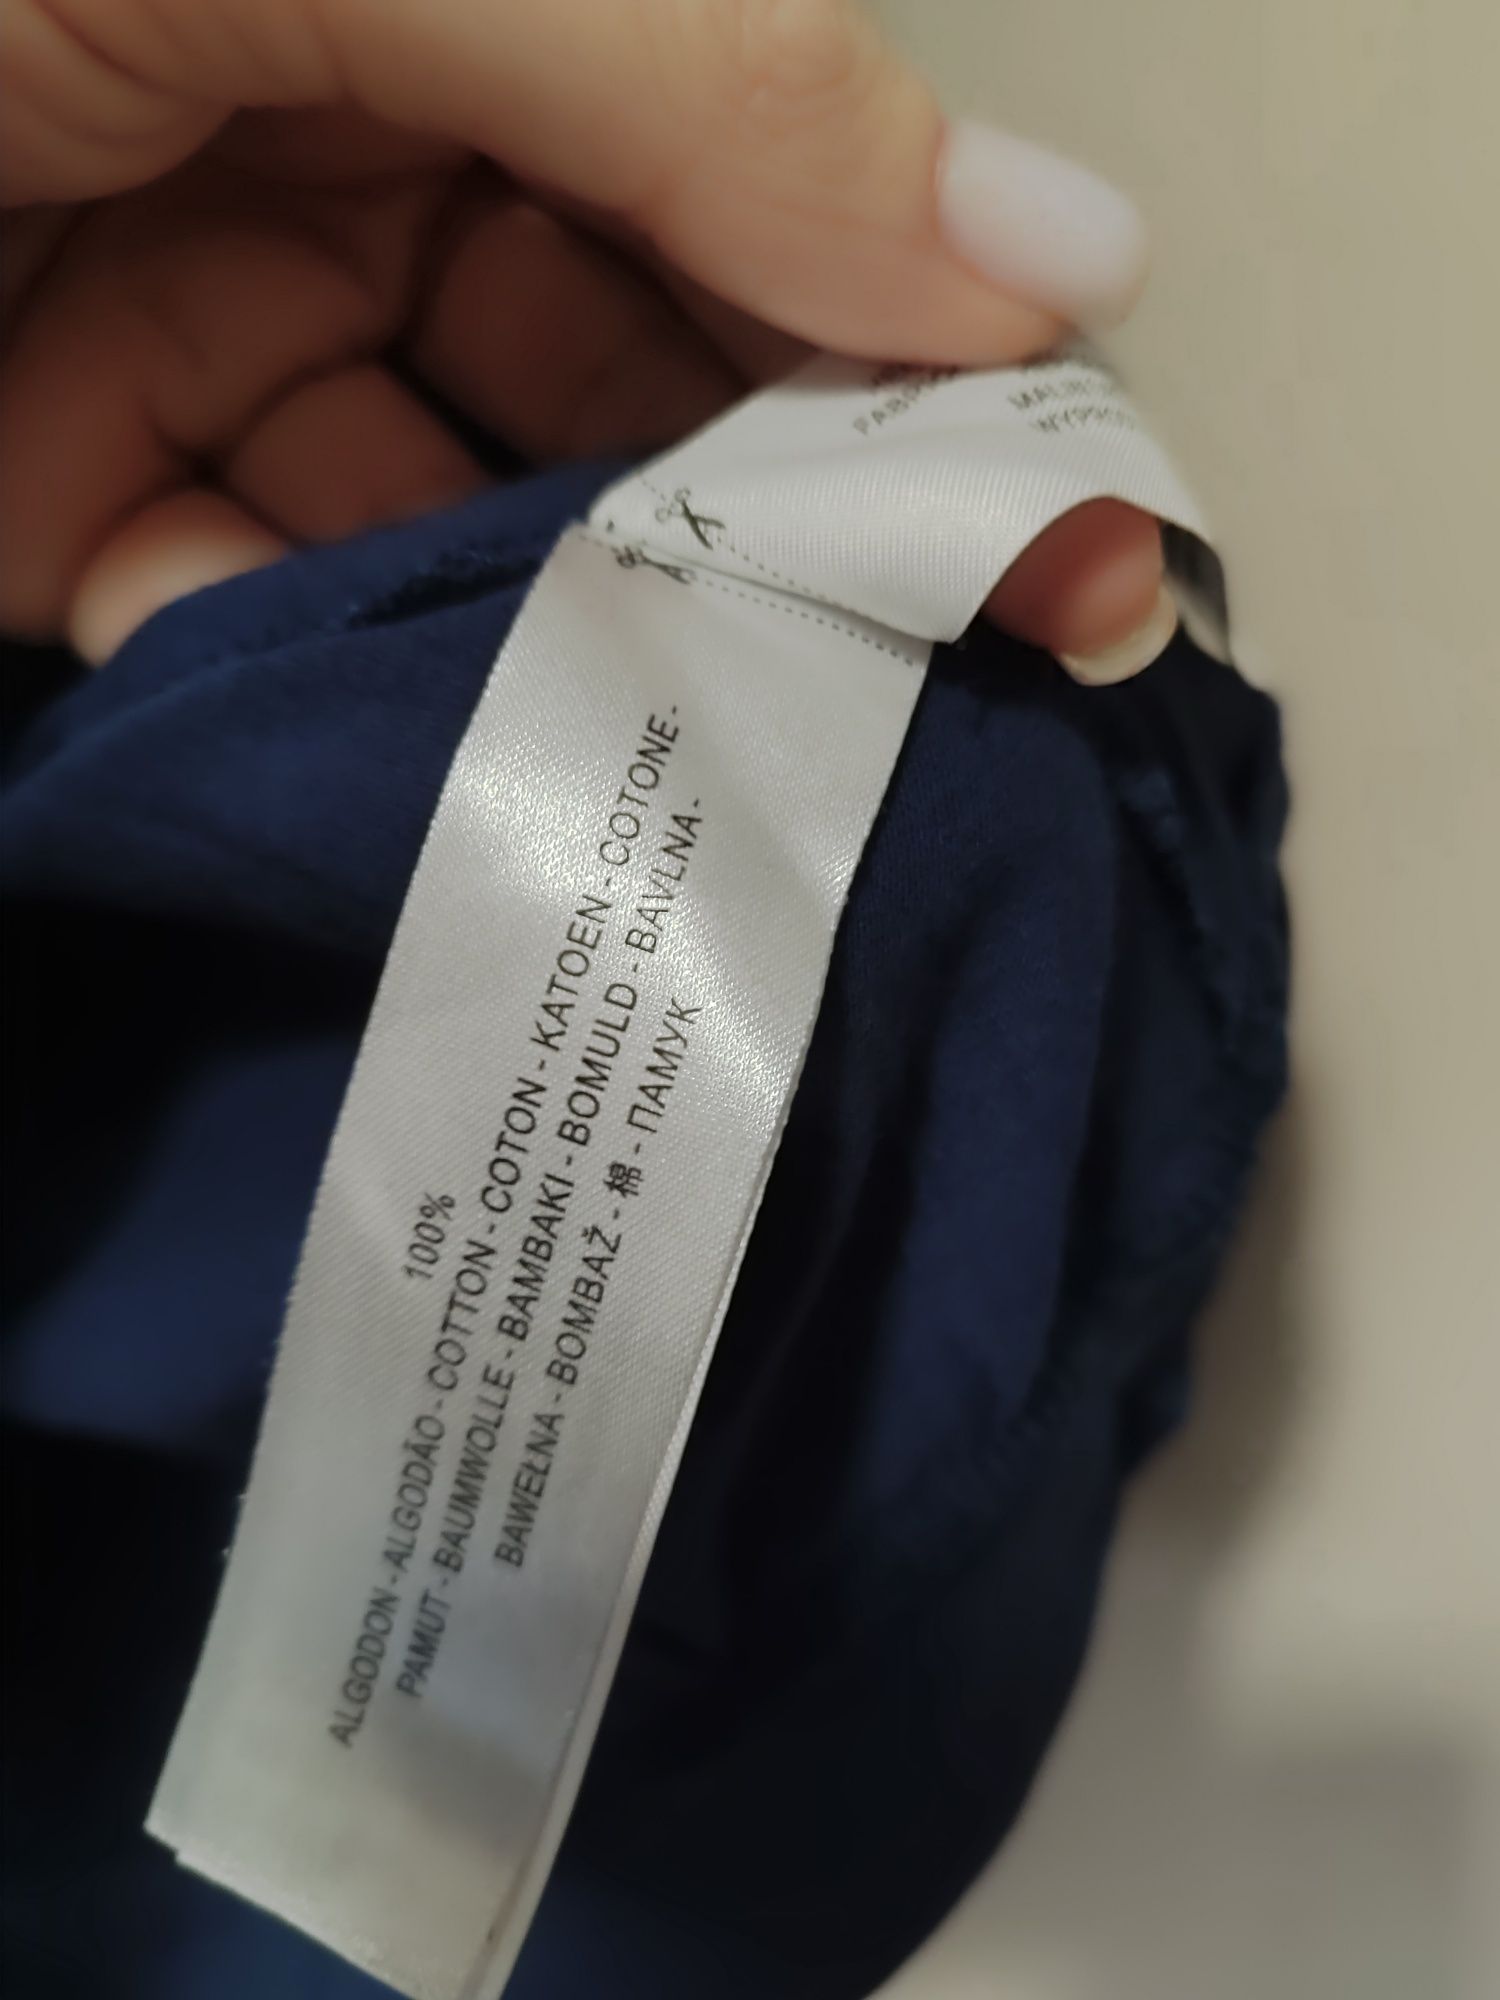 100%
ALGODON - ALGODÃO - COTTON - COTON - KATOEN - COTONE -
PAMUT - BAUMWOLLE - BAMBAKI - BOMULD - BAVLNA -
BAWEŁNA - BOMBAŽ - 棉 - ПАМУК